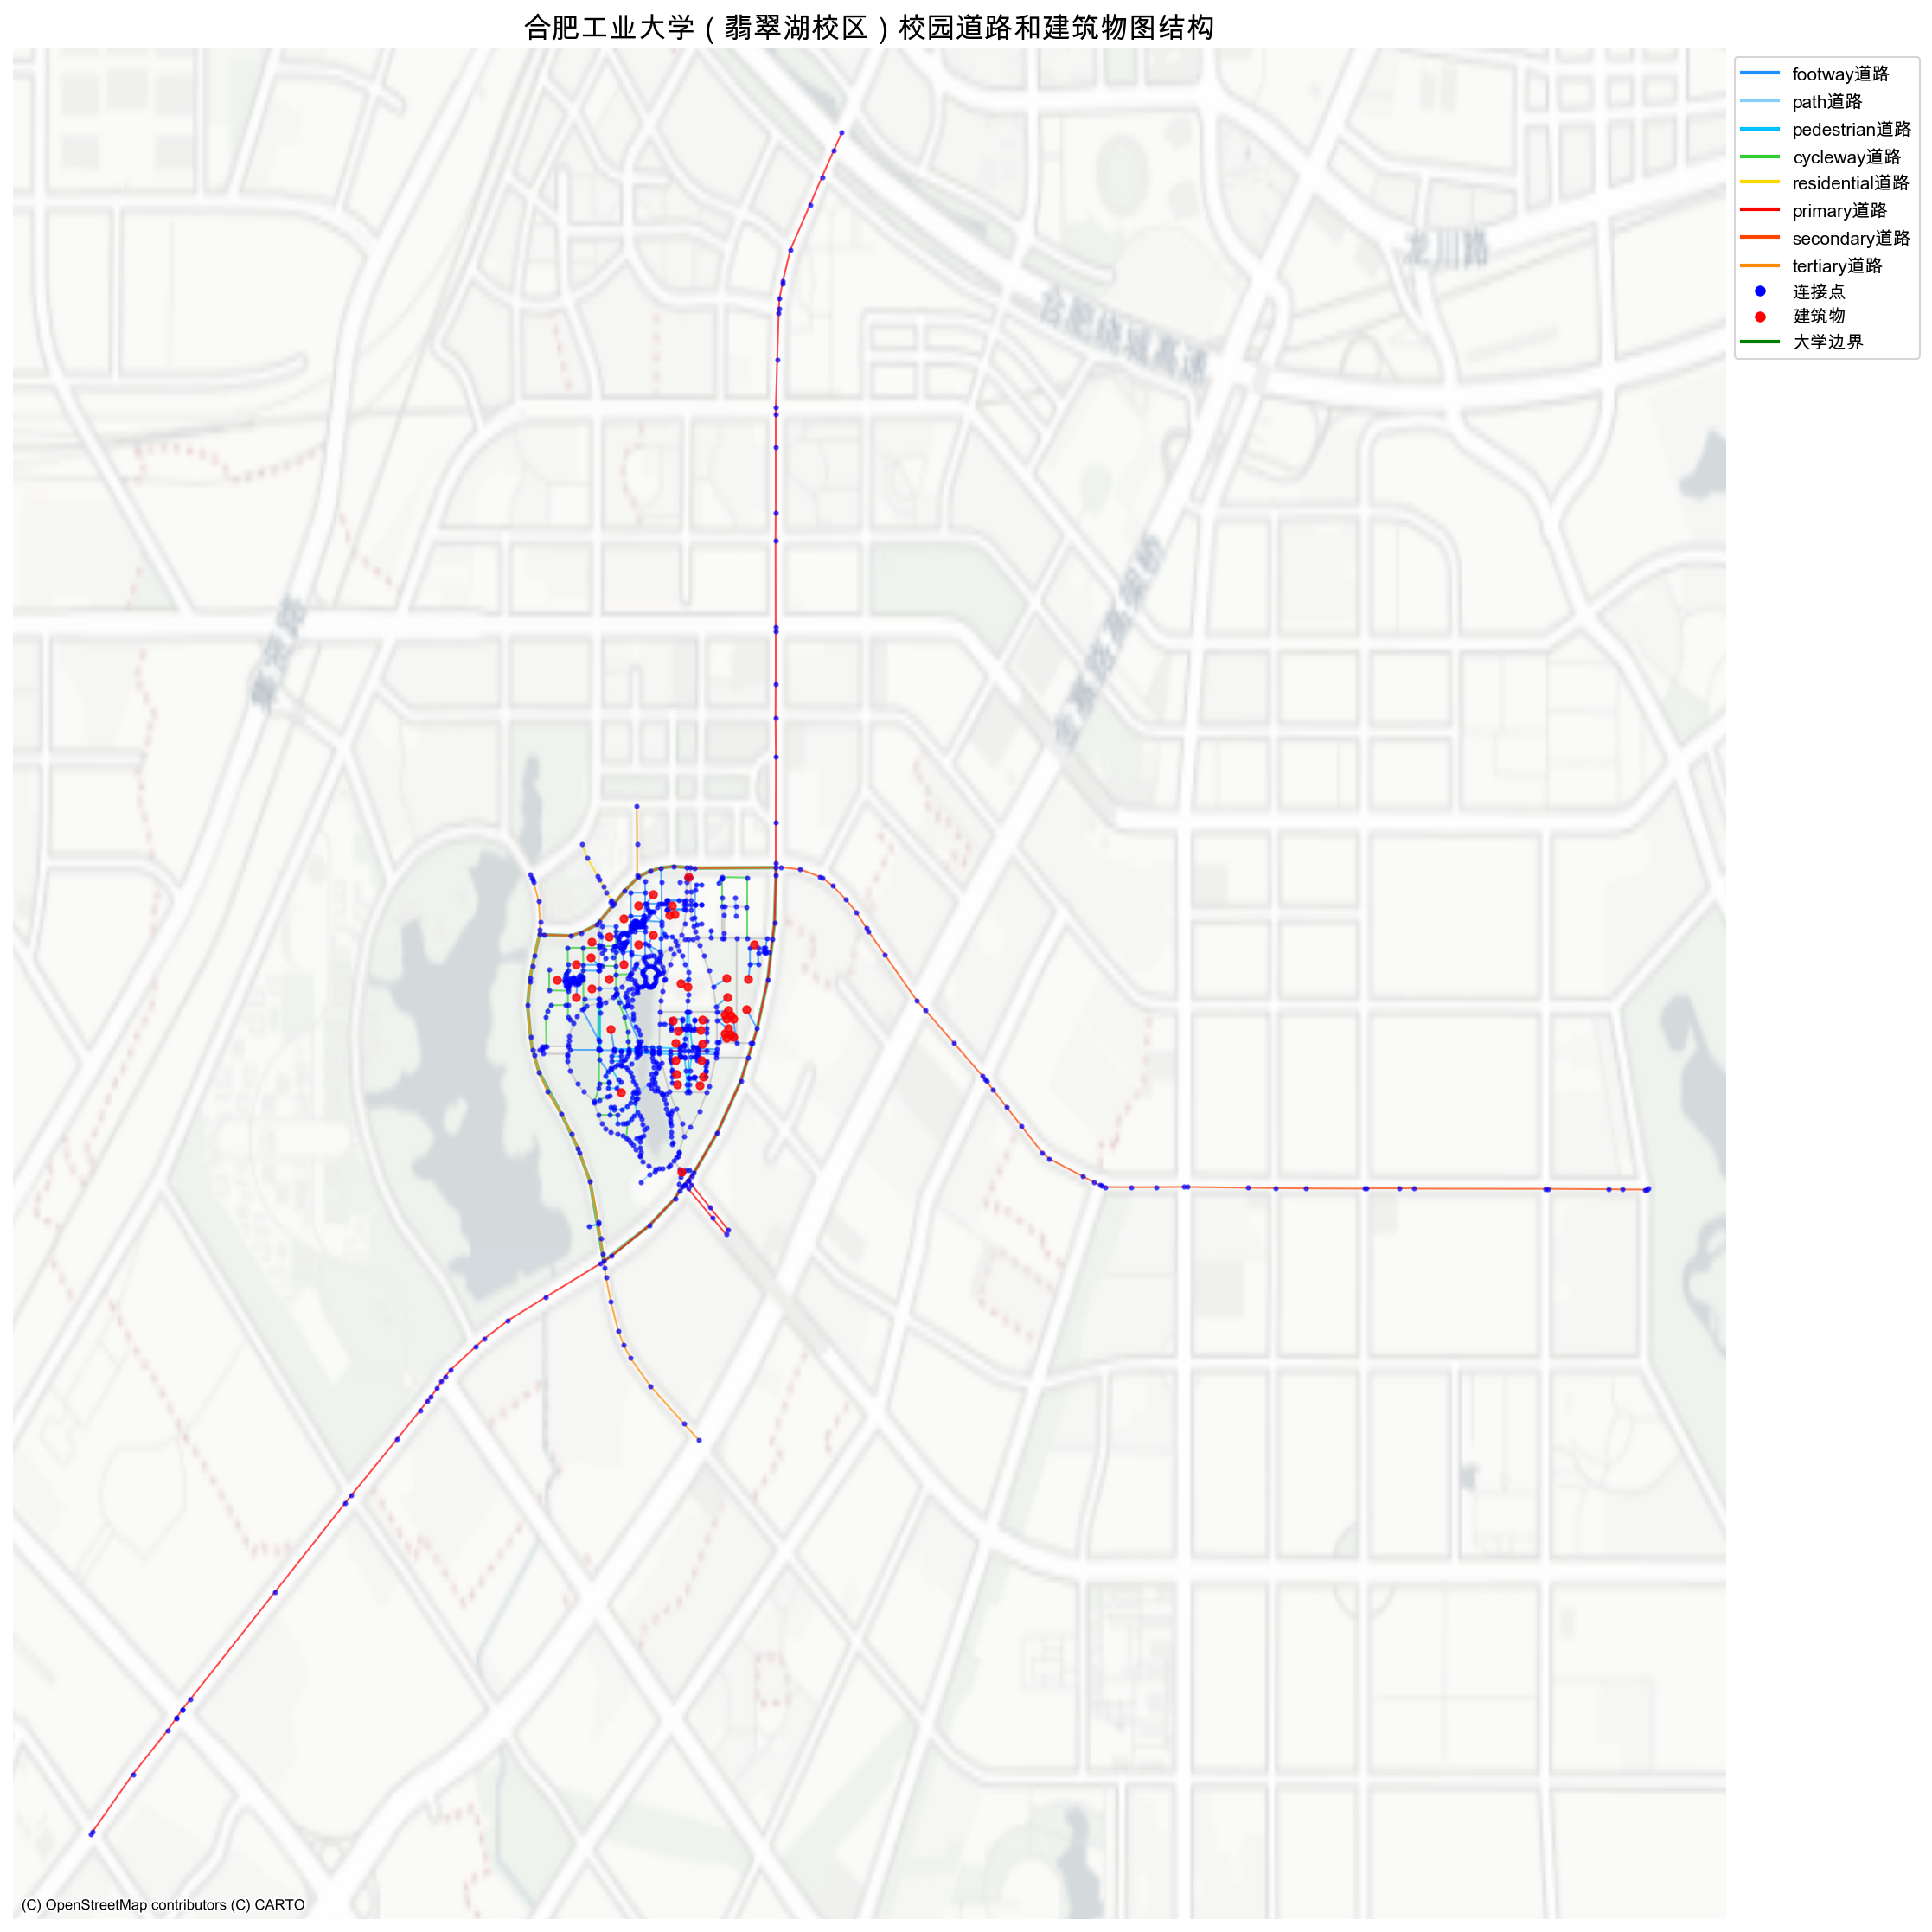 合肥工业大学（翡翠湖校区）校园道路和建筑物图结构
footway道路
path道路
pedestrian道路
cycleway道路
residential道路
primary道路
secondary道路
tertiary道路
连接点
建筑物
大学边界
龙川路
合肥绕城高速
(C) OpenStreetMap contributors (C) CARTO